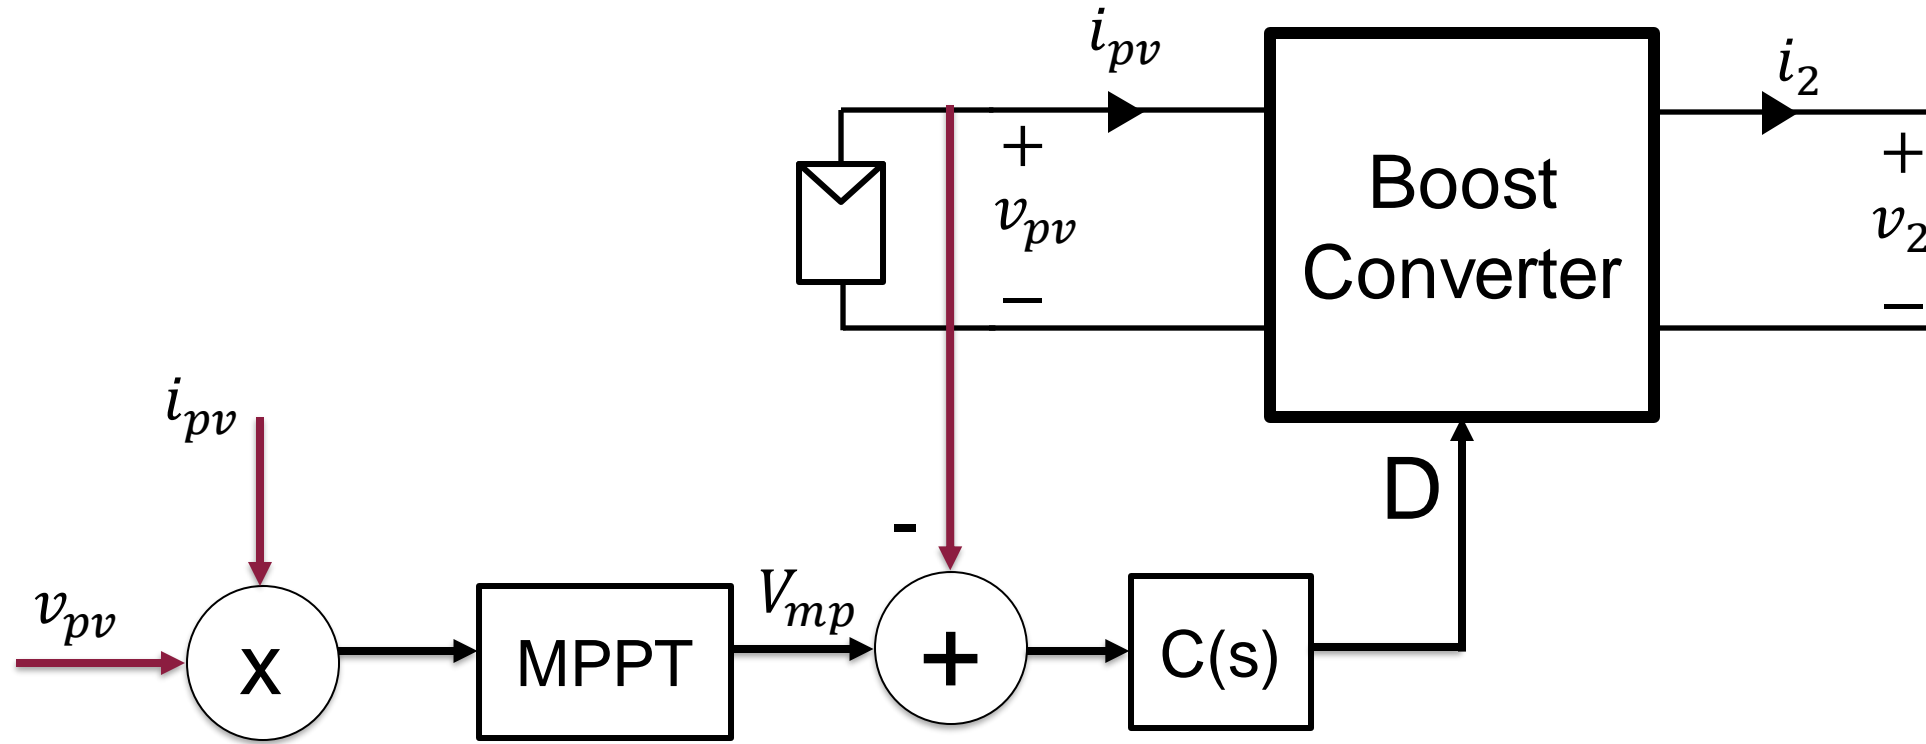 i_pv
i_2
+
v_pv
−
Boost
Converter
+
v_2
−
i_pv
D
-
v_pv
x
MPPT
V_mp
+
C(s)